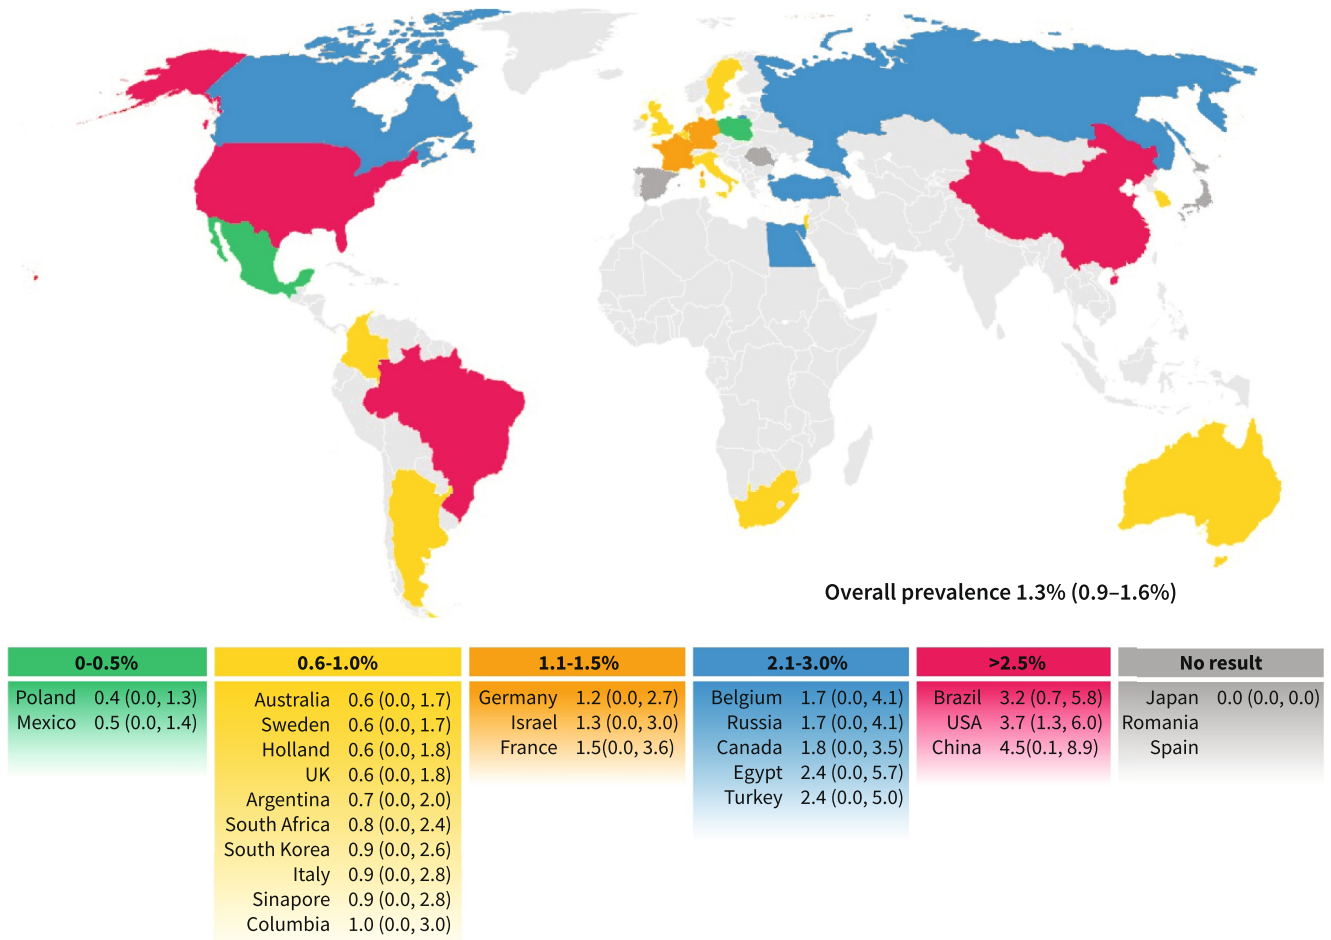 Overall prevalence 1.3% (0.9–1.6%)
0-0.5%
Poland 0.4 (0.0, 1.3)
Mexico 0.5 (0.0, 1.4)
0.6-1.0%
Australia 0.6 (0.0, 1.7)
Sweden 0.6 (0.0, 1.7)
Holland 0.6 (0.0, 1.8)
UK 0.6 (0.0, 1.8)
Argentina 0.7 (0.0, 2.0)
South Africa 0.8 (0.0, 2.4)
South Korea 0.9 (0.0, 2.6)
Italy 0.9 (0.0, 2.8)
Sinapore 0.9 (0.0, 2.8)
Columbia 1.0 (0.0, 3.0)
1.1-1.5%
Germany 1.2 (0.0, 2.7)
Israel 1.3 (0.0, 3.0)
France 1.5(0.0, 3.6)
2.1-3.0%
Belgium 1.7 (0.0, 4.1)
Russia 1.7 (0.0, 4.1)
Canada 1.8 (0.0, 3.5)
Egypt 2.4 (0.0, 5.7)
Turkey 2.4 (0.0, 5.0)
>2.5%
Brazil 3.2 (0.7, 5.8)
USA 3.7 (1.3, 6.0)
China 4.5(0.1, 8.9)
No result
Japan 0.0 (0.0, 0.0)
Romania
Spain